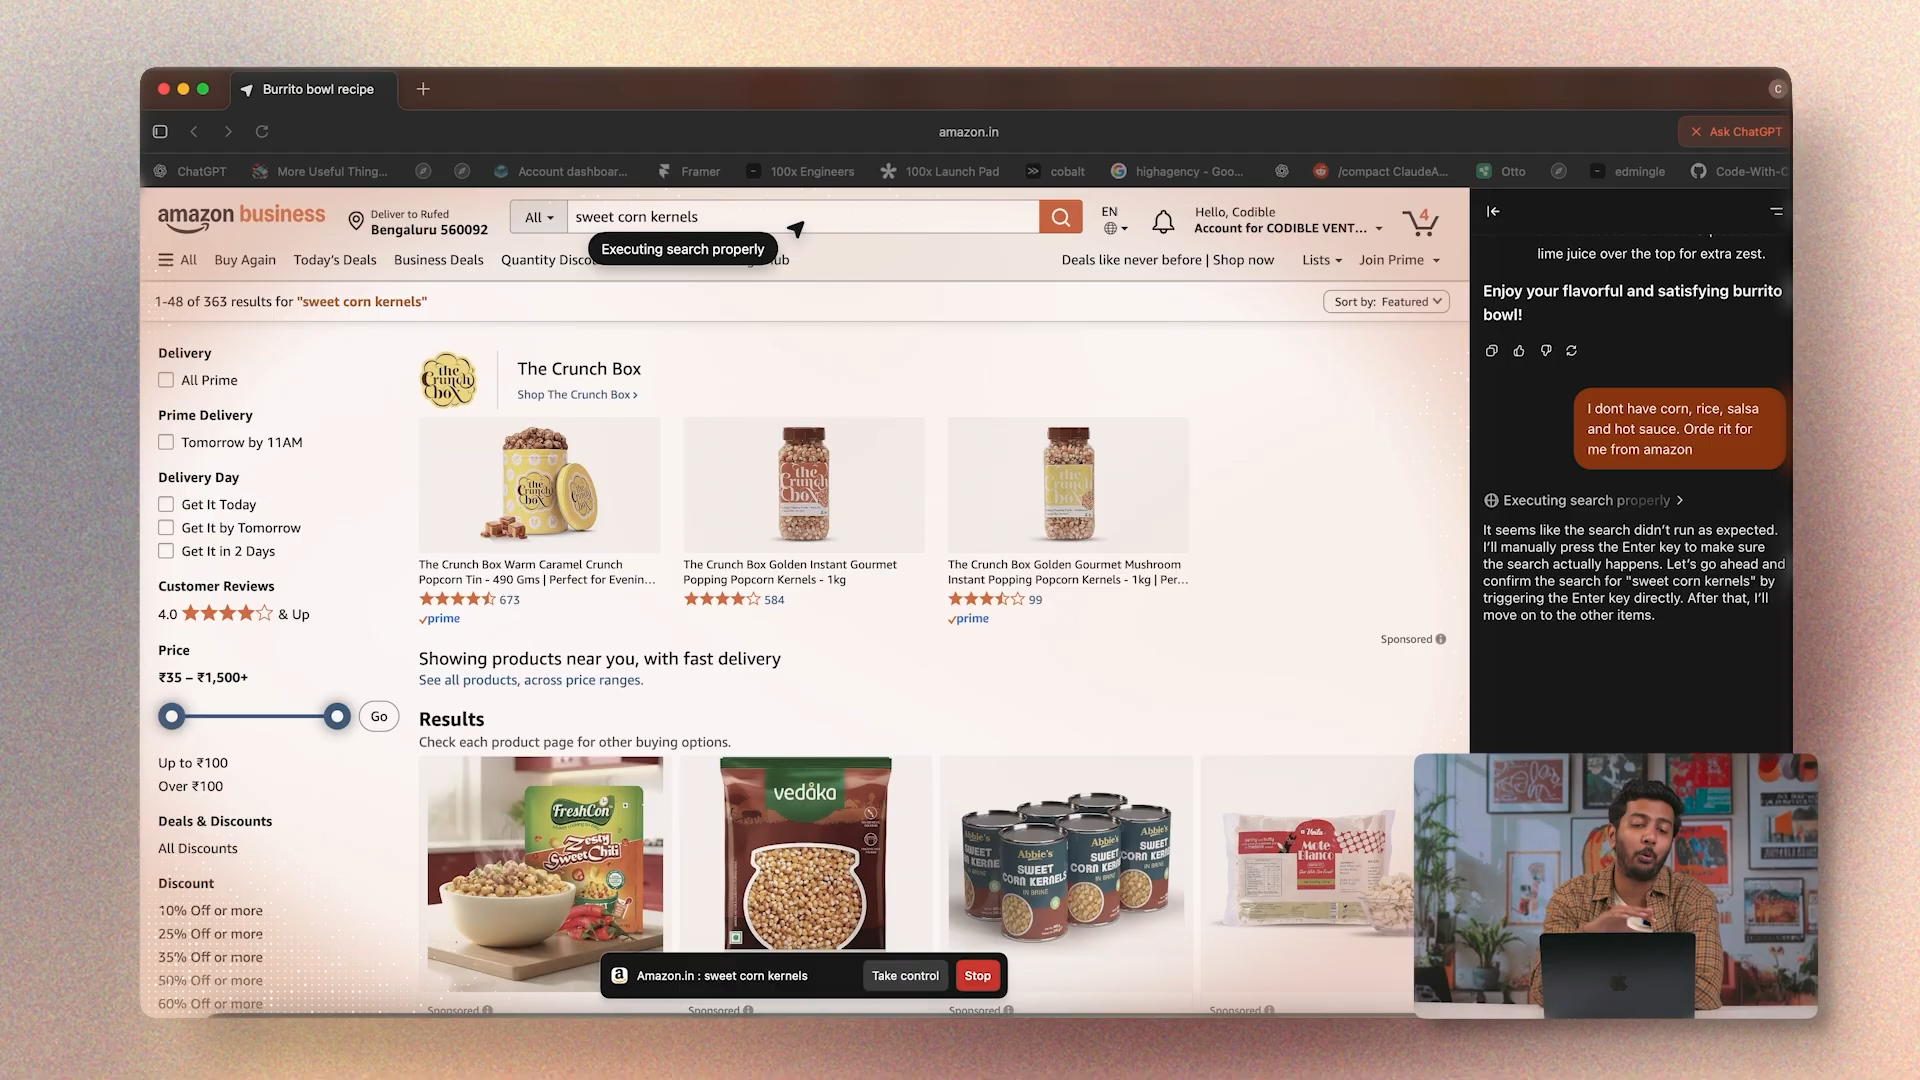 Burrito bowl recipe
C
amazon.in
Ask ChatGPT
ChatGPT
More Useful Thing...
Account dashboar...
Framer
100x Engineers
100x Launch Pad
cobalt
highagency - Goo...
/compact ClaudeA...
Otto
edmingle
Code-With-C
amazon business
Deliver to Rufed
Bengaluru 560092
All
sweet corn kernels
EN
Hello, Codible
Account for CODIBLE VENT...
4
Executing search properly
All
Buy Again
Today's Deals
Business Deals
Quantity Disco
Deals like never before | Shop now
Lists
Join Prime
1-48 of 363 results for "sweet corn kernels"
Sort by: Featured
Delivery
All Prime
Prime Delivery
Tomorrow by 11AM
Delivery Day
Get It Today
Get It by Tomorrow
Get It in 2 Days
Customer Reviews
4.0 & Up
Price
₹35 – ₹1,500+
Go
Up to ₹100
Over ₹100
Deals & Discounts
All Discounts
Discount
10% Off or more
25% Off or more
35% Off or more
50% Off or more
60% Off or more
the Crunch box
The Crunch Box
Shop The Crunch Box ›
the Crunch box
the Crunch box
the Crunch box
The Crunch Box Warm Caramel Crunch
Popcorn Tin - 490 Gms | Perfect for Evenin...
673
prime
The Crunch Box Golden Instant Gourmet
Popping Popcorn Kernels - 1kg
584
The Crunch Box Golden Gourmet Mushroom
Instant Popping Popcorn Kernels - 1kg | Per...
99
prime
Sponsored
Showing products near you, with fast delivery
See all products, across price ranges.
Results
Check each product page for other buying options.
FreshCon
Zesty
Sweet Chili
vedaka
Abbie's
SWEET
CORN KERNELS
IN BRINE
Mote
Blanco
Sponsored
Sponsored
Sponsored
Sponsored
Amazon.in : sweet corn kernels
Take control
Stop
lime juice over the top for extra zest.
Enjoy your flavorful and satisfying burrito
bowl!
I dont have corn, rice, salsa
and hot sauce. Orde rit for
me from amazon
Executing search properly
It seems like the search didn't run as expected.
I'll manually press the Enter key to make sure
the search actually happens. Let's go ahead and
confirm the search for "sweet corn kernels" by
triggering the Enter key directly. After that, I'll
move on to the other items.